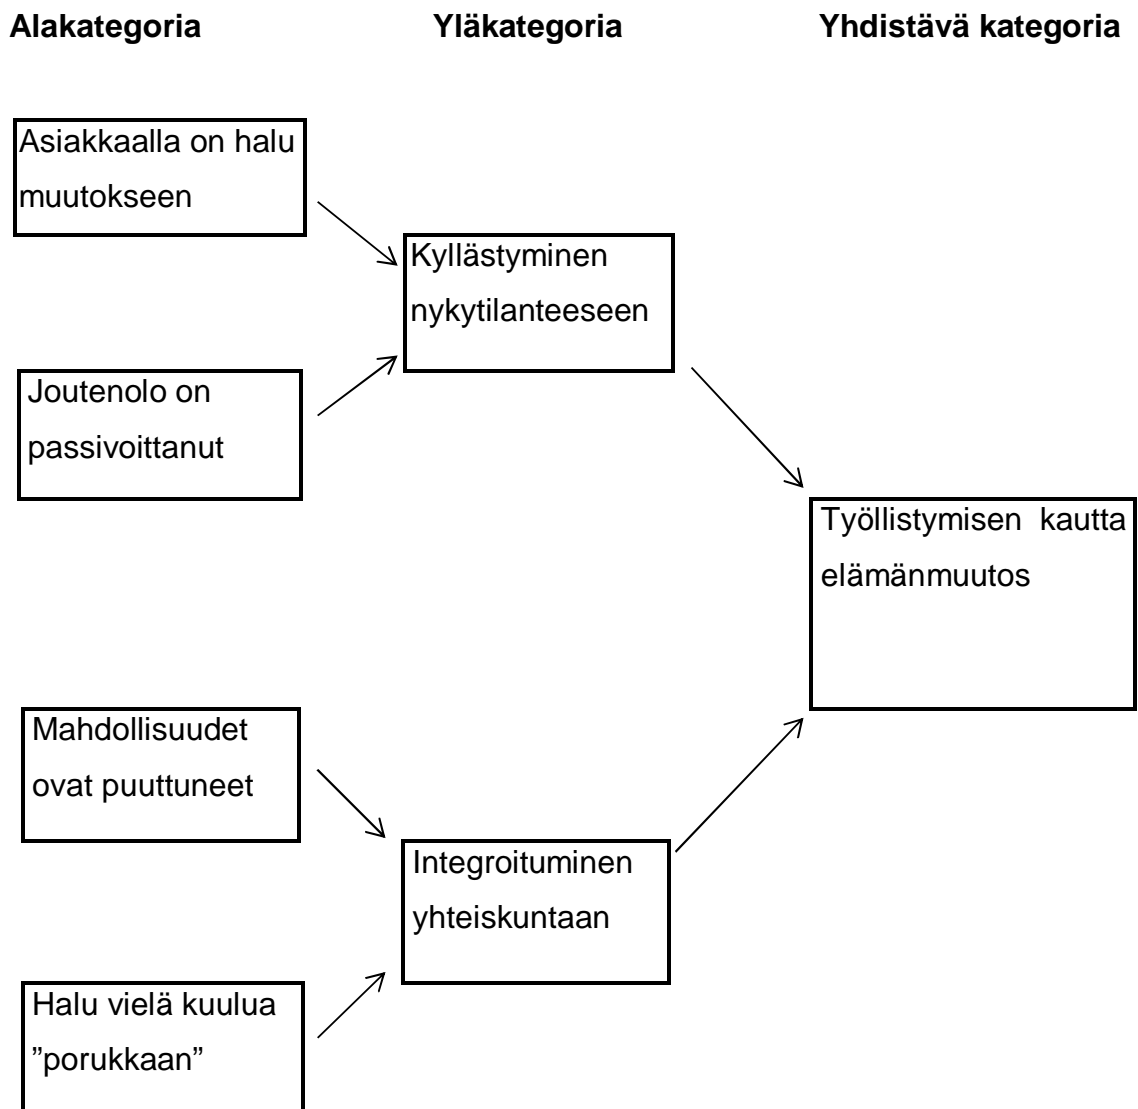 Alakategoria Yläkategoria Yhdistävä kategoria
Asiakkaalla on halu
muutokseen
Kyllästyminen
nykytilanteeseen
Joutenolo on
passivoittanut
Työllistymisen kautta
elämänmuutos
Mahdollisuudet
ovat puuttuneet
Integroituminen
yhteiskuntaan
Halu vielä kuulua
”porukkaan”